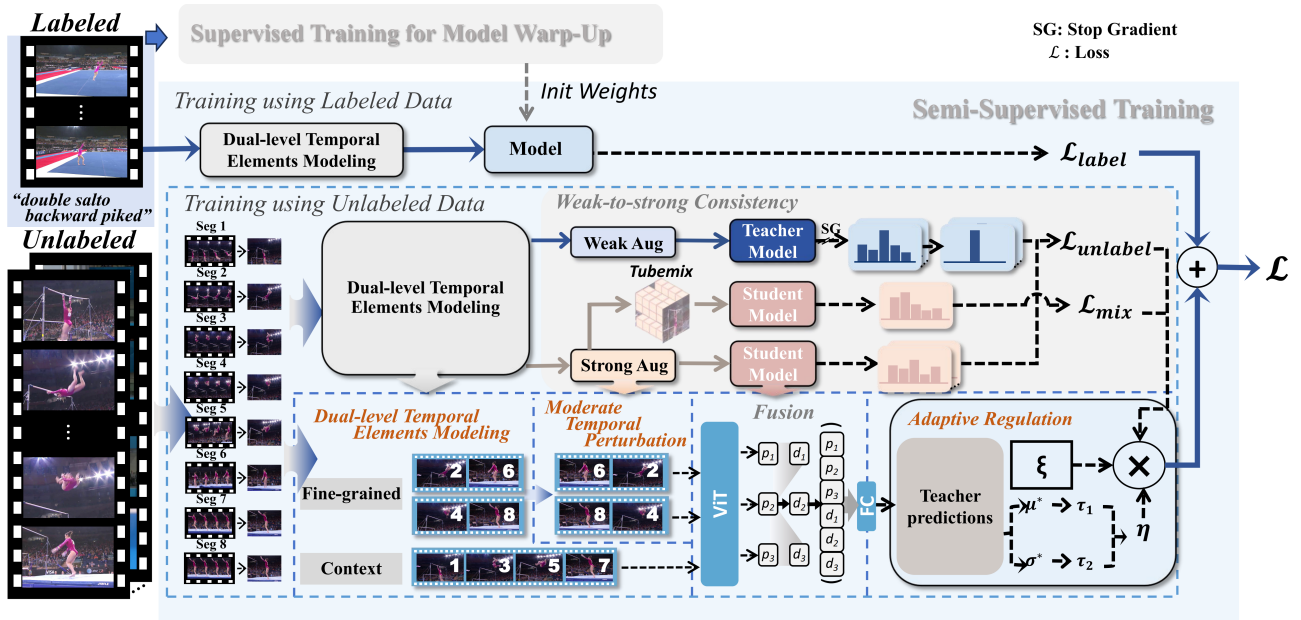 Labeled
Supervised Training for Model Warp-Up
SG: Stop Gradient
ℒ : Loss
Init Weights
Training using Labeled Data
Semi-Supervised Training
Dual-level Temporal
Elements Modeling
Model
ℒlabel
“double salto
backward piked”
Unlabeled
Training using Unlabeled Data
Weak-to-strong Consistency
Seg 1
Seg 2
Seg 3
Seg 4
Seg 5
Seg 6
Seg 7
Seg 8
Dual-level Temporal
Elements Modeling
Weak Aug
Teacher
Model
SG
ℒunlabel
Tubemix
Student
Model
ℒmix
Strong Aug
Student
Model
+
ℒ
Dual-level Temporal
Elements Modeling
Moderate
Temporal
Perturbation
Fusion
Adaptive Regulation
Fine-grained
2 6
4 8
6 2
8 4
Context
1 3 5 7
ViT
p1 d1
p2 d2
p3 d3
p1
p2
p3
d1
d2
d3
FC
Teacher
predictions
ξ
×
μ* τ1
η
σ* τ2